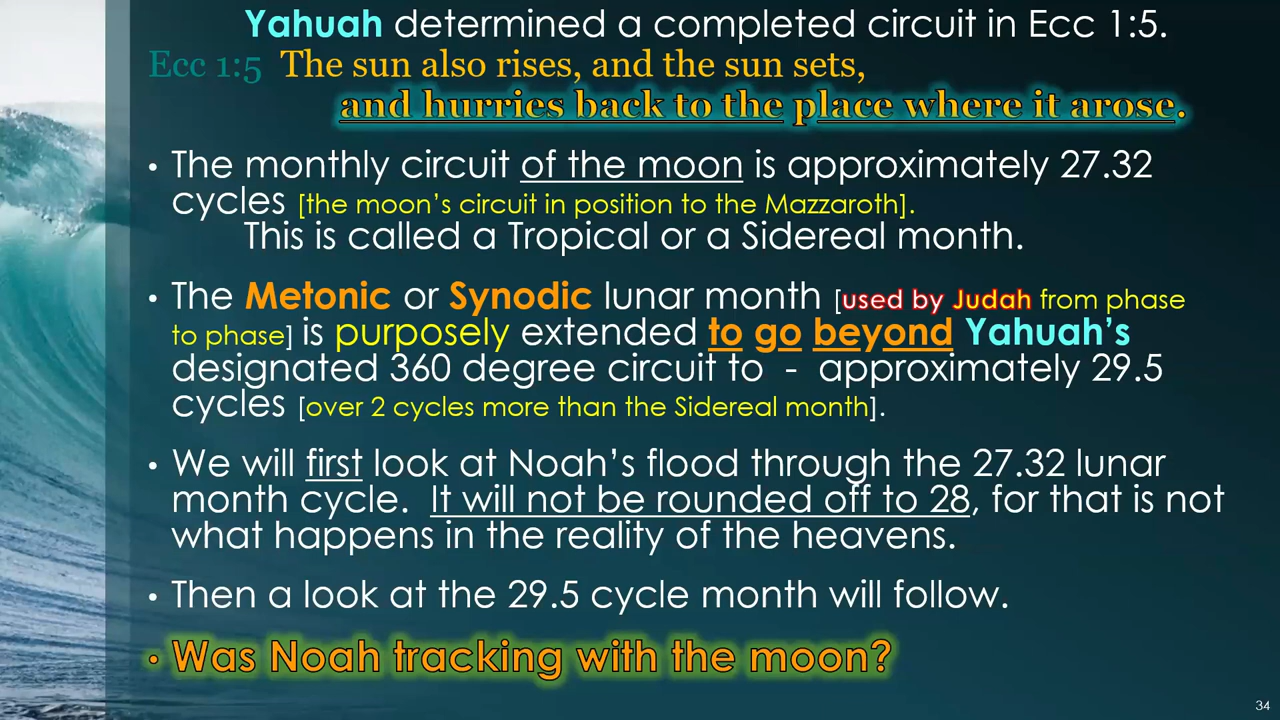 Yahuah determined a completed circuit in Ecc 1:5.
Ecc 1:5 The sun also rises, and the sun sets,
and hurries back to the place where it arose.
• The monthly circuit of the moon is approximately 27.32
cycles [the moon's circuit in position to the Mazzaroth].
This is called a Tropical or a Sidereal month.
• The Metonic or Synodic lunar month [used by Judah from phase
to phase] is purposely extended to go beyond Yahuah's
designated 360 degree circuit to - approximately 29.5
cycles [over 2 cycles more than the Sidereal month].
• We will first look at Noah's flood through the 27.32 lunar
month cycle. It will not be rounded off to 28, for that is not
what happens in the reality of the heavens.
• Then a look at the 29.5 cycle month will follow.
• Was Noah tracking with the moon?
34